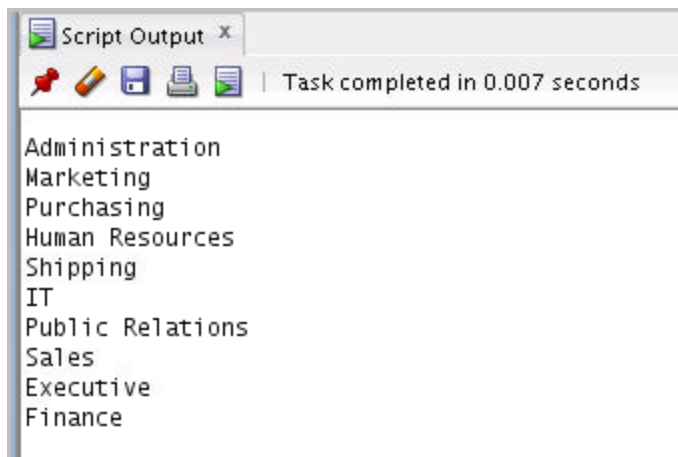 Script Output x
Task completed in 0.007 seconds
Administration
Marketing
Purchasing
Human Resources
Shipping
IT
Public Relations
Sales
Executive
Finance